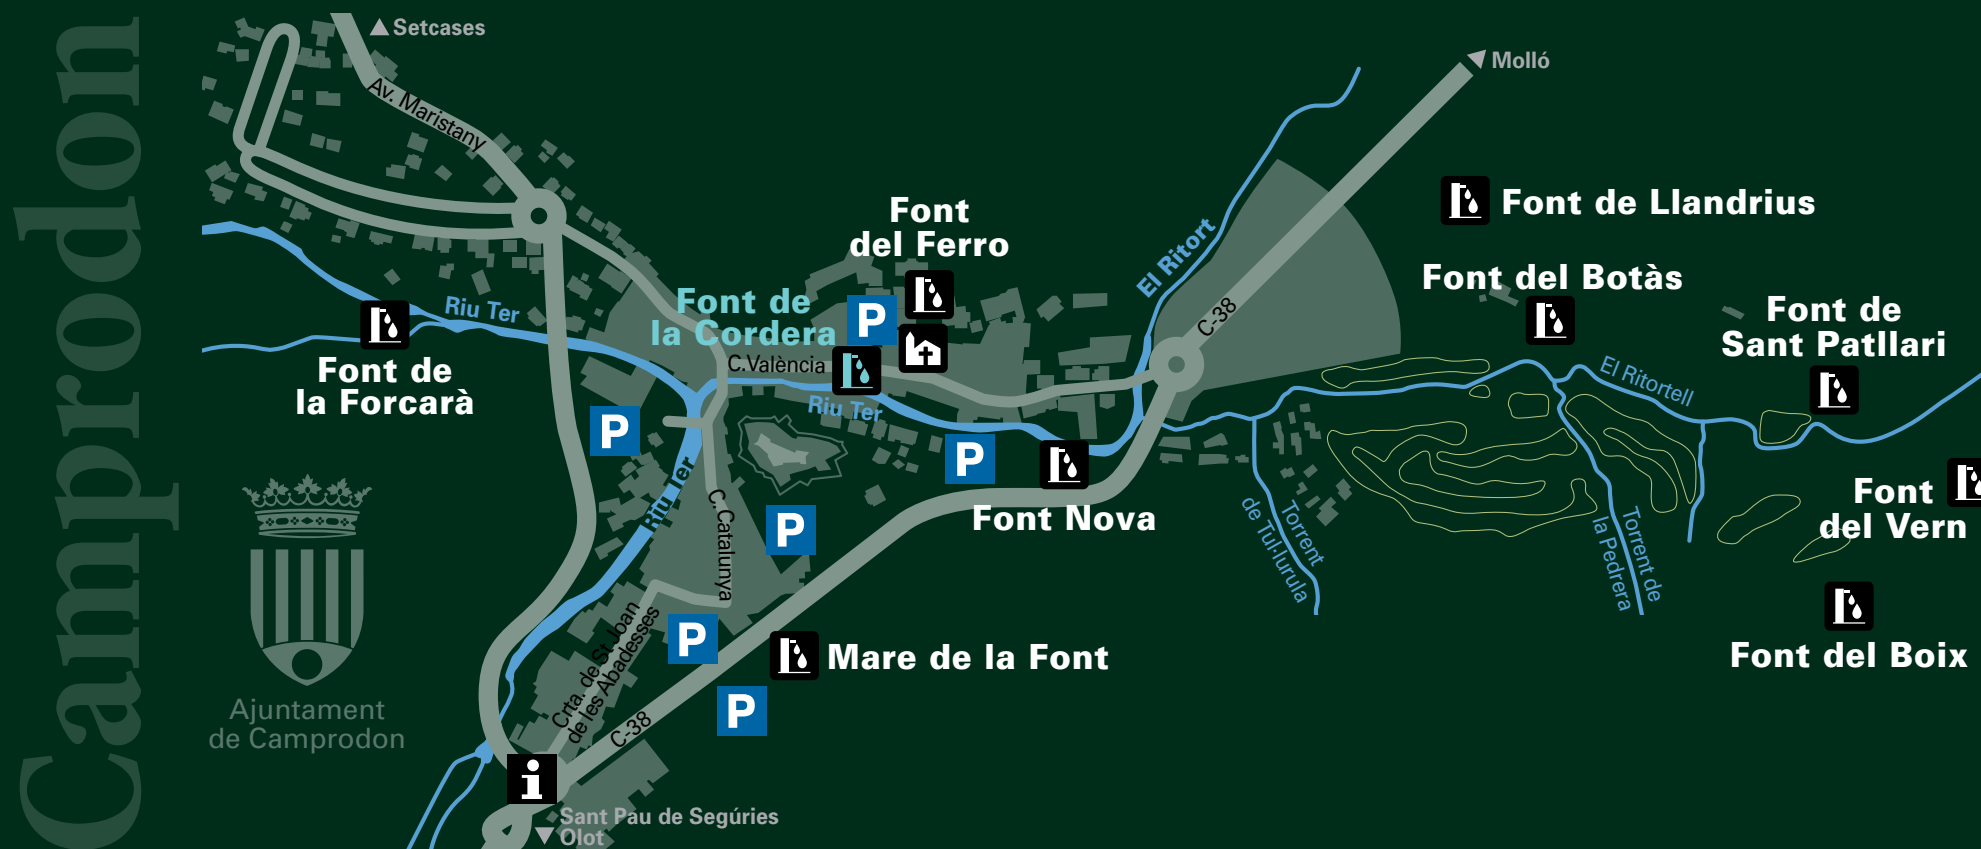 Camprodon
Setcases
Av. Maristany
Molló
Font
del Ferro
Font de Llandrius
El Ritort
Font del Botàs
C-38
Font de
la Cordera
P
Riu Ter
C.València
Font de
Sant Patllari
Font de
la Forcarà
El Ritortell
Riu Ter
P
P
Riu Ter
C. Catalunya
P
Font Nova
Torrent
de Tul·lurula
Torrent de
la Pedrera
Font
del Vern
Crta. de St. Joan
de les Abadesses
P
Mare de la Font
Font del Boix
P
C-38
Ajuntament
de Camprodon
i
Sant Pau de Segúries
Olot